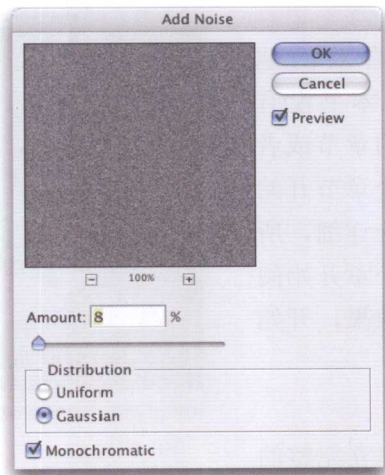 Add Noise
OK
Cancel
Preview
100%
Amount: 8 %
Distribution
Uniform
Gaussian
Monochromatic